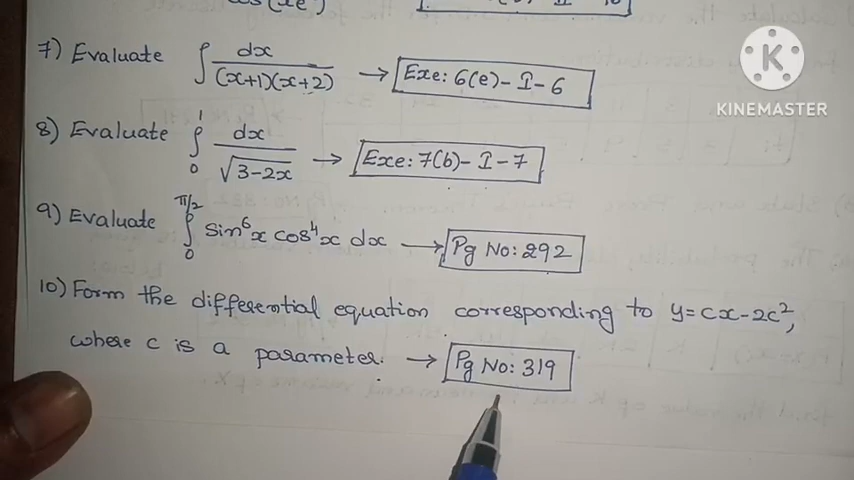 cos(xe
7) Evaluate ∫ dx / (x+1)(x+2) → Exe: 6(e)- I - 6
KINEMASTER
8) Evaluate ∫₀¹ dx / √3-2x → Exe: 7(b) - I - 7
9) Evaluate ∫₀^π/2 sin⁶x cos⁴x dx → Pg No: 292
10) Form the differential equation corresponding to y = cx - 2c²,
where c is a parameter. → Pg No: 319